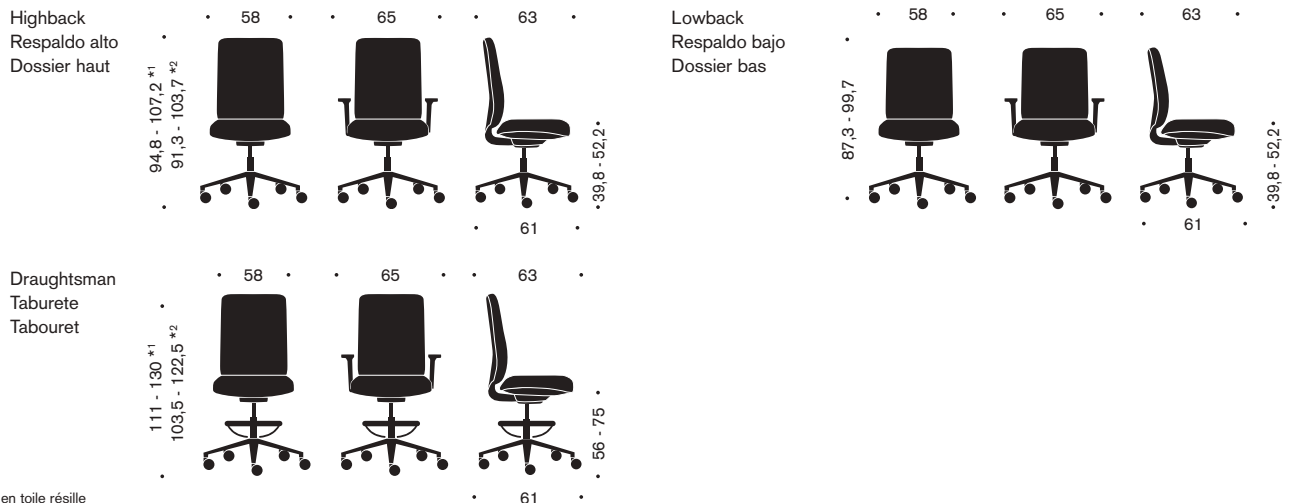 Highback
Respaldo alto
Dossier haut
58
65
63
94,8 - 107,2 *1
91,3 - 103,7 *2
39,8 - 52,2
61
Lowback
Respaldo bajo
Dossier bas
58
65
63
87,3 - 99,7
39,8 - 52,2
61
Draughtsman
Taburete
Tabouret
58
65
63
111 - 130 *1
103,5 - 122,5 *2
56 - 75
61
en toile résille